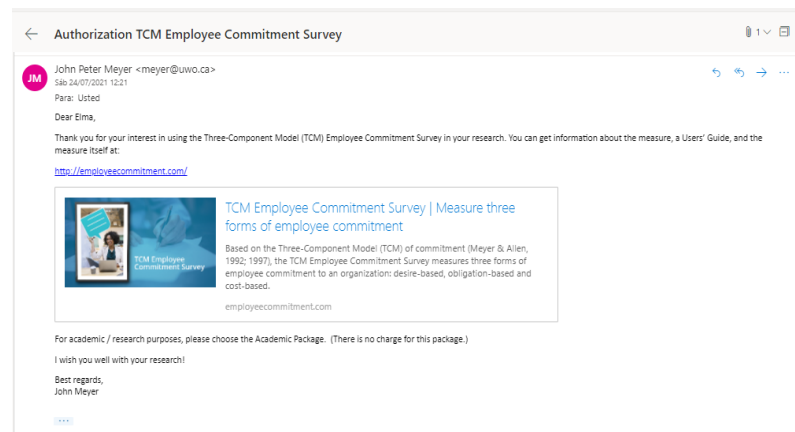 Authorization TCM Employee Commitment Survey
1
JM
John Peter Meyer <meyer@uwo.ca>
Sáb 24/07/2021 12:21
Para: Usted
Dear Elma,
Thank you for your interest in using the Three-Component Model (TCM) Employee Commitment Survey in your research. You can get information about the measure, a Users' Guide, and the
measure itself at:
http://employeecommitment.com/
TCM Employee
Commitment Survey
TCM Employee Commitment Survey | Measure three
forms of employee commitment
Based on the Three-Component Model (TCM) of commitment (Meyer & Allen,
1992; 1997), the TCM Employee Commitment Survey measures three forms of
employee commitment to an organization: desire-based, obligation-based and
cost-based.
employeecommitment.com
For academic / research purposes, please choose the Academic Package.  (There is no charge for this package.)
I wish you well with your research!
Best regards,
John Meyer